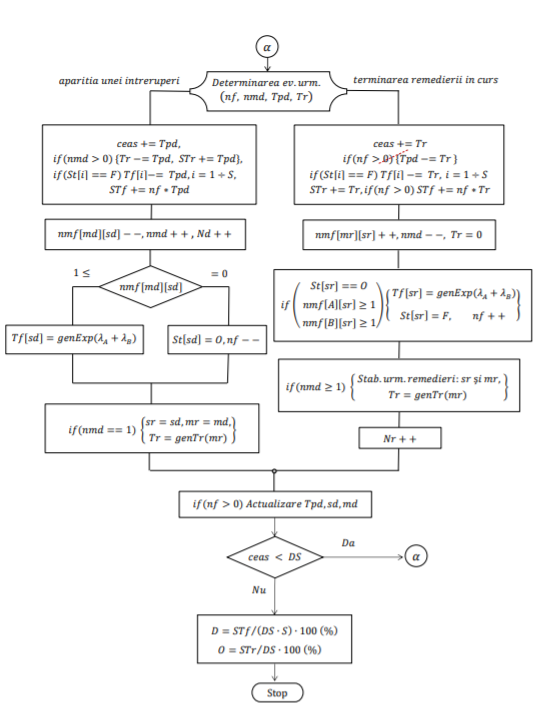 α
aparitia unei intreruperi
Determinarea ev.urm.
(nf, nmd, Tpd, Tr)
terminarea remedierii in curs
ceas += Tpd,
if(nmd > 0) {Tr −= Tpd, STr += Tpd},
if(St[i] == F) Tf[i]−= Tpd, i = 1 ÷ S,
STf += nf * Tpd
ceas += Tr
if(nf > 0) {Tpd −= Tr }
if(St[i] == F) Tf[i]−= Tr, i = 1 ÷ S
STr += Tr, if(nf > 0) STf += nf * Tr
nmf[md][sd] − −, nmd + + , Nd + +
nmf[mr][sr] + +, nmd − −, Tr = 0
1 ≤
nmf[md][sd]
= 0
Tf[sd] = genExp(λA + λB)
St[sd] = O, nf − −
if ( St[sr] == O
nmf[A][sr] ≥ 1
nmf[B][sr] ≥ 1 ) { Tf[sr] = genExp(λA + λB)
St[sr] = F, nf + + }
if(nmd ≥ 1) { Stab.urm.remedieri: sr și mr,
Tr = genTr(mr) }
if(nmd == 1) { sr = sd, mr = md,
Tr = genTr(mr) }
Nr + +
if(nf > 0) Actualizare Tpd, sd, md
ceas < DS
Da
α
Nu
D = STf/(DS · S) · 100 (%)
O = STr/DS · 100 (%)
Stop